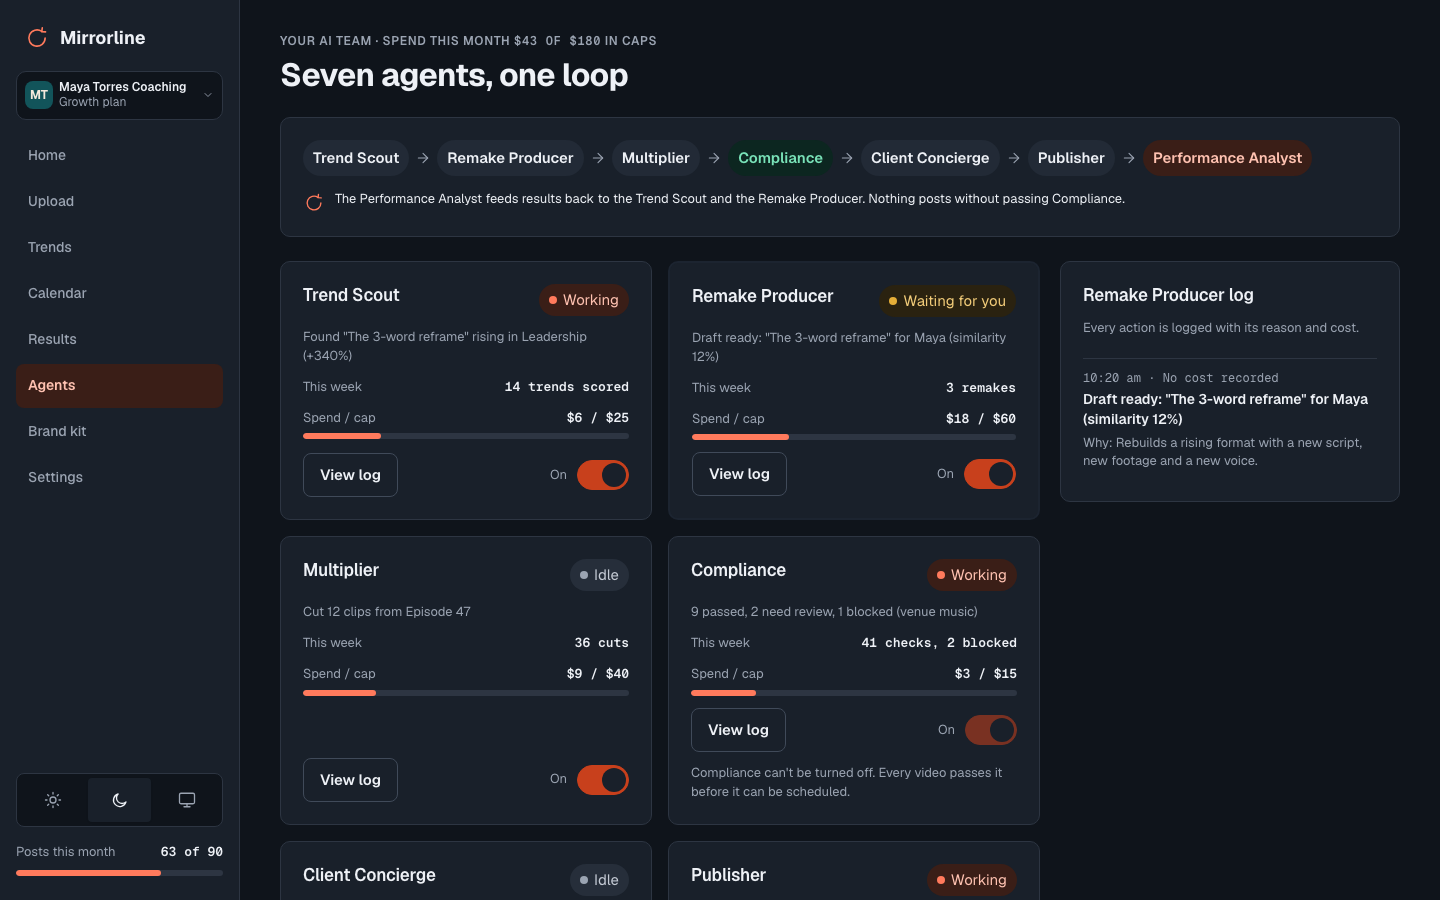 Mirrorline
MT
Maya Torres Coaching
Growth plan
Home
Upload
Trends
Calendar
Results
Agents
Brand kit
Settings
Posts this month
63 of 90
YOUR AI TEAM · SPEND THIS MONTH $43 OF $180 IN CAPS
Seven agents, one loop
Trend Scout → Remake Producer → Multiplier → Compliance → Client Concierge → Publisher → Performance Analyst
The Performance Analyst feeds results back to the Trend Scout and the Remake Producer. Nothing posts without passing Compliance.
Trend Scout
Working
Found "The 3-word reframe" rising in Leadership
(+340%)
This week
14 trends scored
Spend / cap
$6 / $25
View log
On
Remake Producer
Waiting for you
Draft ready: "The 3-word reframe" for Maya (similarity
12%)
This week
3 remakes
Spend / cap
$18 / $60
View log
On
Remake Producer log
Every action is logged with its reason and cost.
10:20 am · No cost recorded
Draft ready: "The 3-word reframe" for Maya
(similarity 12%)
Why: Rebuilds a rising format with a new script,
new footage and a new voice.
Multiplier
Idle
Cut 12 clips from Episode 47
This week
36 cuts
Spend / cap
$9 / $40
View log
On
Compliance
Working
9 passed, 2 need review, 1 blocked (venue music)
This week
41 checks, 2 blocked
Spend / cap
$3 / $15
View log
On
Compliance can't be turned off. Every video passes it
before it can be scheduled.
Client Concierge
Idle
Publisher
Working